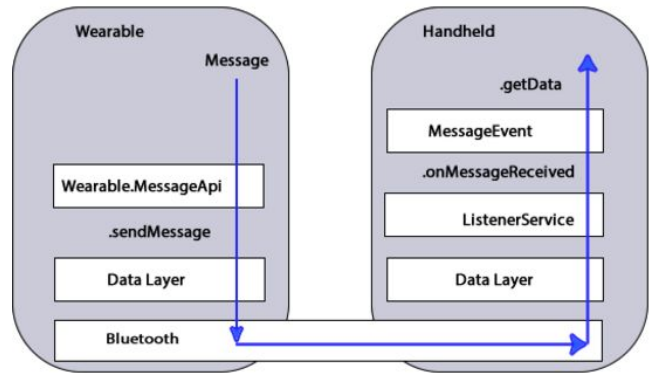 Wearable
Message
Wearable.MessageApi
.sendMessage
Data Layer
Bluetooth
Handheld
.getData
MessageEvent
.onMessageReceived
ListenerService
Data Layer